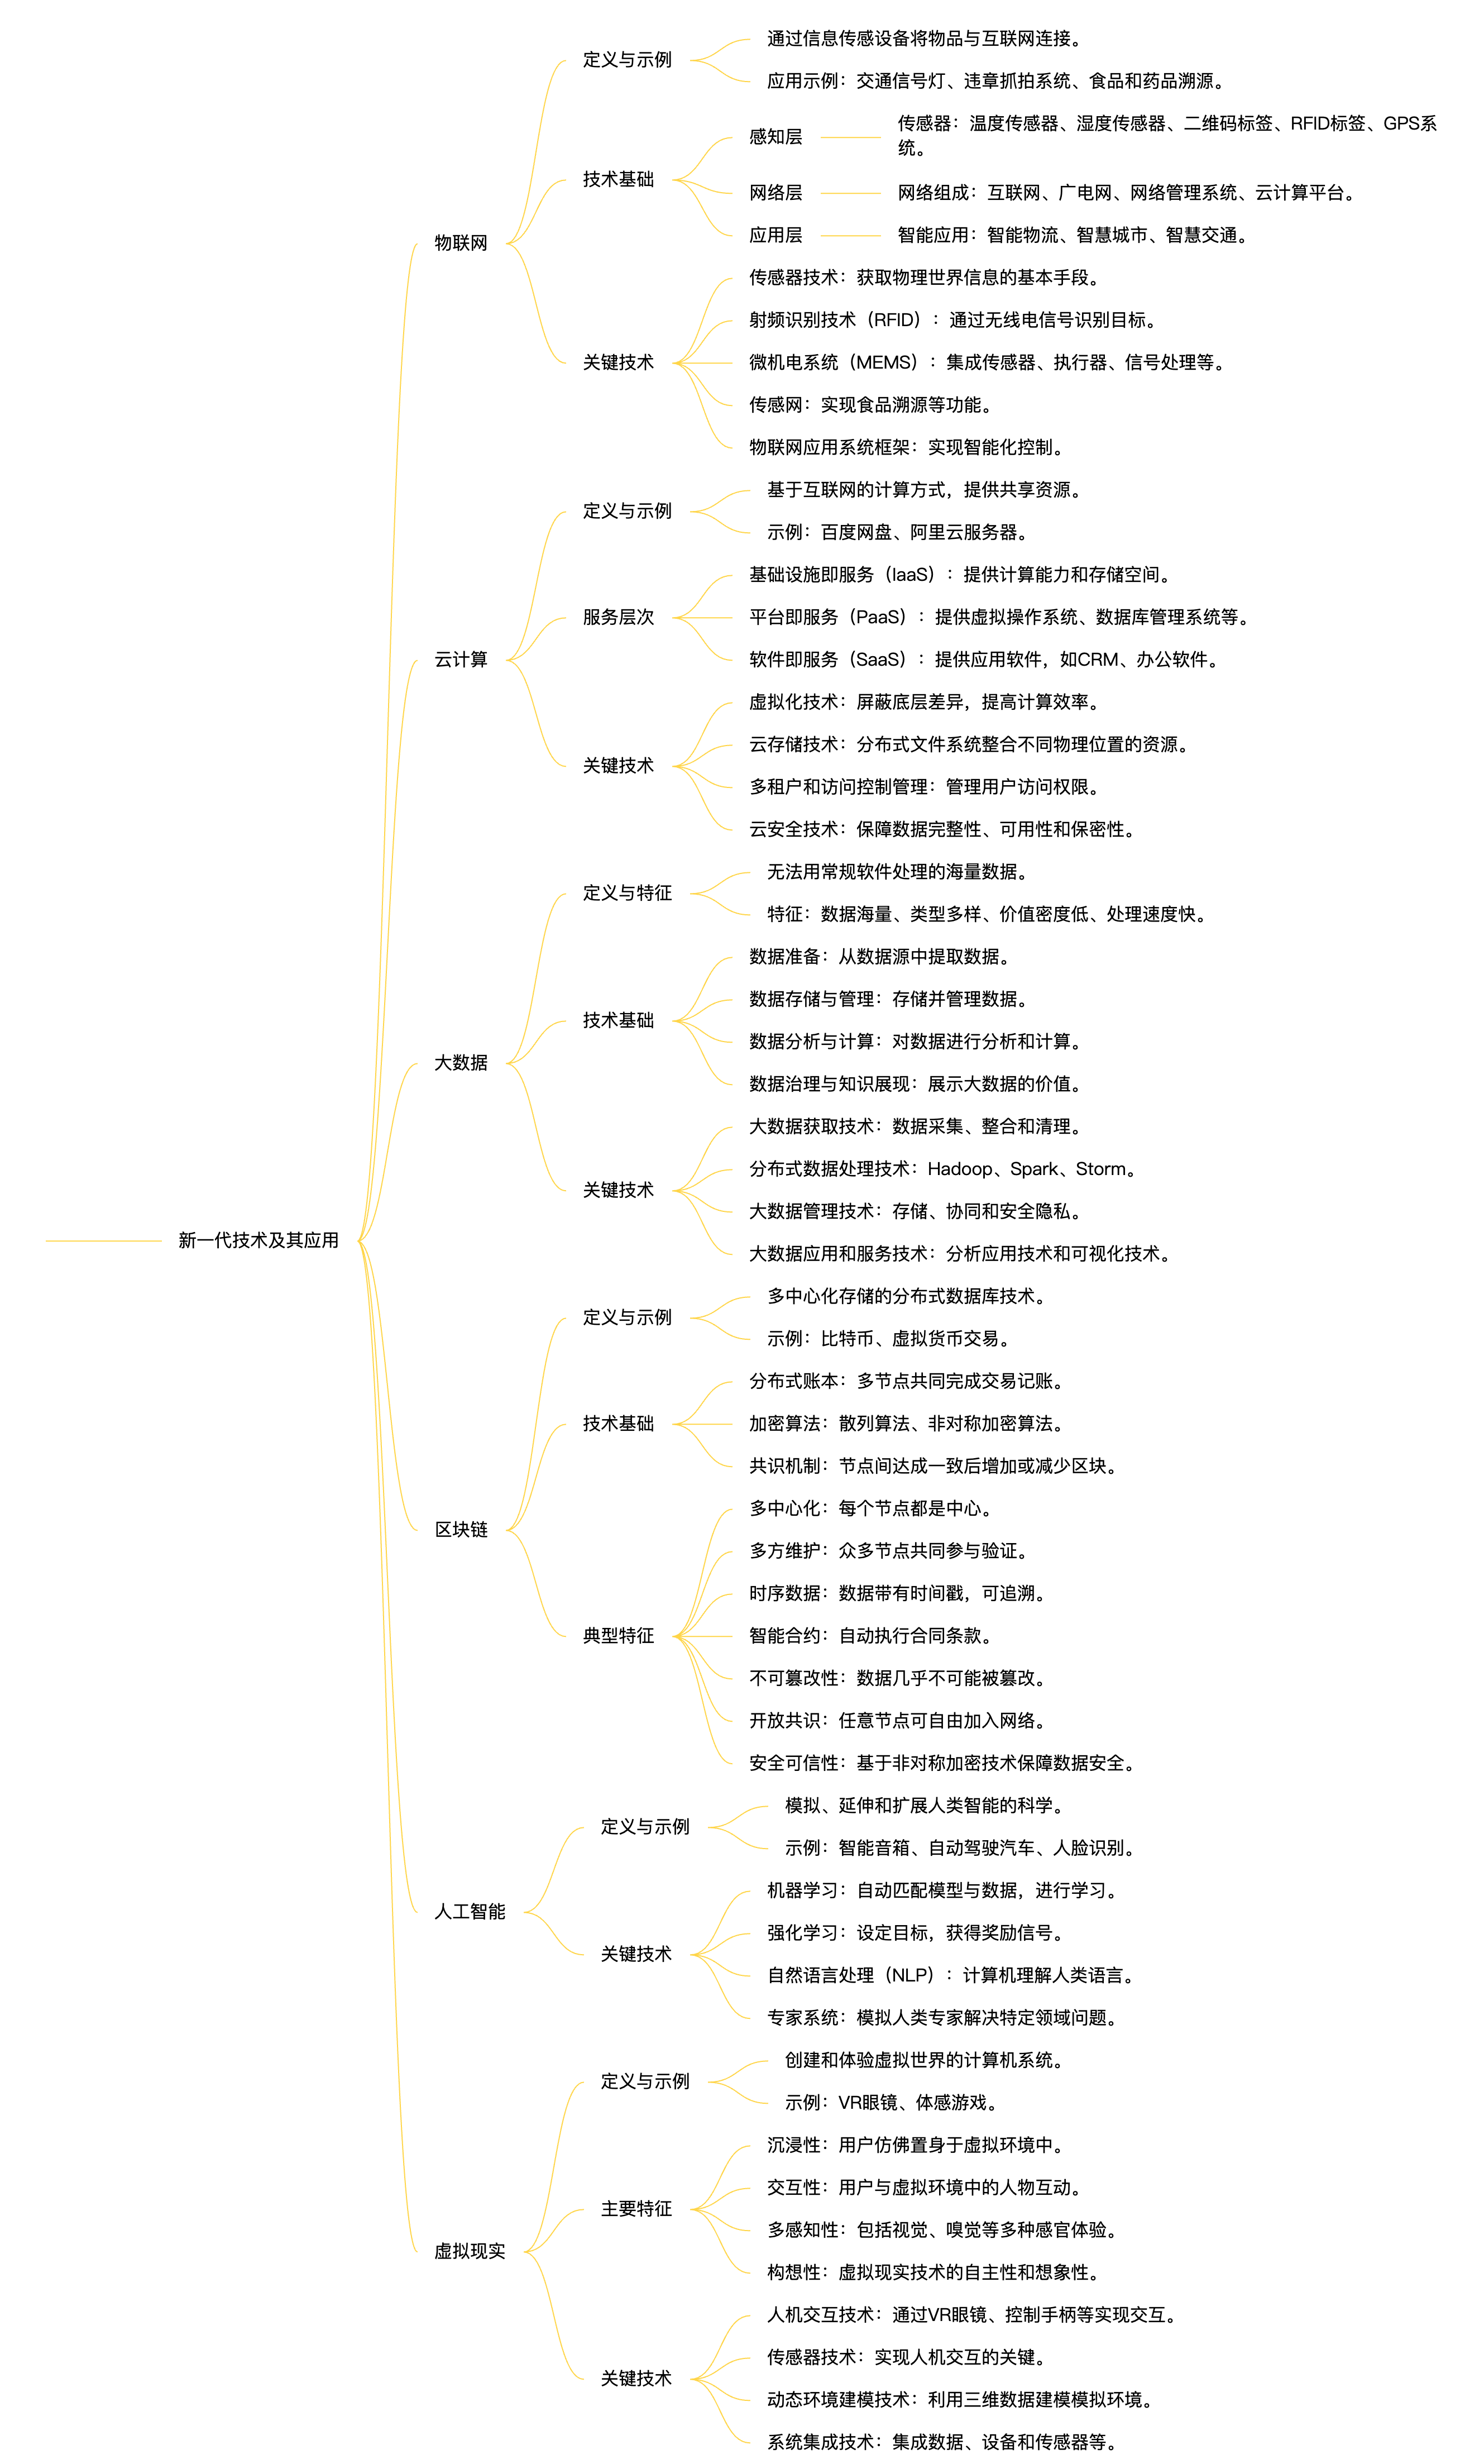 新一代技术及其应用
物联网
定义与示例
通过信息传感设备将物品与互联网连接。
应用示例：交通信号灯、违章抓拍系统、食品和药品溯源。
技术基础
感知层
传感器：温度传感器、湿度传感器、二维码标签、RFID标签、GPS系
统。
网络层
网络组成：互联网、广电网、网络管理系统、云计算平台。
应用层
智能应用：智能物流、智慧城市、智慧交通。
关键技术
传感器技术：获取物理世界信息的基本手段。
射频识别技术（RFID）：通过无线电信号识别目标。
微机电系统（MEMS）：集成传感器、执行器、信号处理等。
传感网：实现食品溯源等功能。
物联网应用系统框架：实现智能化控制。
云计算
定义与示例
基于互联网的计算方式，提供共享资源。
示例：百度网盘、阿里云服务器。
服务层次
基础设施即服务（IaaS）：提供计算能力和存储空间。
平台即服务（PaaS）：提供虚拟操作系统、数据库管理系统等。
软件即服务（SaaS）：提供应用软件，如CRM、办公软件。
关键技术
虚拟化技术：屏蔽底层差异，提高计算效率。
云存储技术：分布式文件系统整合不同物理位置的资源。
多租户和访问控制管理：管理用户访问权限。
云安全技术：保障数据完整性、可用性和保密性。
大数据
定义与特征
无法用常规软件处理的海量数据。
特征：数据海量、类型多样、价值密度低、处理速度快。
技术基础
数据准备：从数据源中提取数据。
数据存储与管理：存储并管理数据。
数据分析与计算：对数据进行分析和计算。
数据治理与知识展现：展示大数据的价值。
关键技术
大数据获取技术：数据采集、整合和清理。
分布式数据处理技术：Hadoop、Spark、Storm。
大数据管理技术：存储、协同和安全隐私。
大数据应用和服务技术：分析应用技术和可视化技术。
区块链
定义与示例
多中心化存储的分布式数据库技术。
示例：比特币、虚拟货币交易。
技术基础
分布式账本：多节点共同完成交易记账。
加密算法：散列算法、非对称加密算法。
共识机制：节点间达成一致后增加或减少区块。
典型特征
多中心化：每个节点都是中心。
多方维护：众多节点共同参与验证。
时序数据：数据带有时间戳，可追溯。
智能合约：自动执行合同条款。
不可篡改性：数据几乎不可能被篡改。
开放共识：任意节点可自由加入网络。
安全可信性：基于非对称加密技术保障数据安全。
人工智能
定义与示例
模拟、延伸和扩展人类智能的科学。
示例：智能音箱、自动驾驶汽车、人脸识别。
关键技术
机器学习：自动匹配模型与数据，进行学习。
强化学习：设定目标，获得奖励信号。
自然语言处理（NLP）：计算机理解人类语言。
专家系统：模拟人类专家解决特定领域问题。
虚拟现实
定义与示例
创建和体验虚拟世界的计算机系统。
示例：VR眼镜、体感游戏。
主要特征
沉浸性：用户仿佛置身于虚拟环境中。
交互性：用户与虚拟环境中的人物互动。
多感知性：包括视觉、嗅觉等多种感官体验。
构想性：虚拟现实技术的自主性和想象性。
关键技术
人机交互技术：通过VR眼镜、控制手柄等实现交互。
传感器技术：实现人机交互的关键。
动态环境建模技术：利用三维数据建模模拟环境。
系统集成技术：集成数据、设备和传感器等。